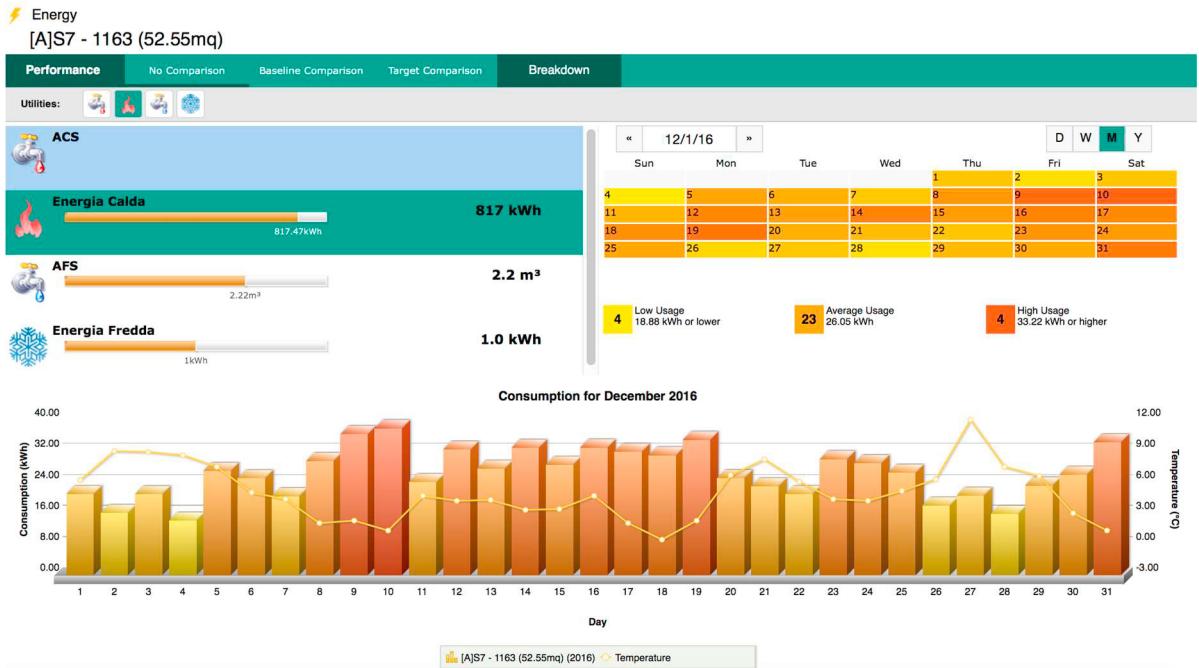 Energy
[A]S7 - 1163 (52.55mq)
Performance No Comparison Baseline Comparison Target Comparison Breakdown
Utilities:
ACS
Energia Calda
817 kWh
817.47kWh
AFS
2.2 m³
2.22m³
Energia Fredda
1.0 kWh
1kWh
« 12/1/16 » D W M Y
Sun Mon Tue Wed Thu Fri Sat
1 2 3
4 5 6 7 8 9 10
11 12 13 14 15 16 17
18 19 20 21 22 23 24
25 26 27 28 29 30 31
4 Low Usage
18.88 kWh or lower
23 Average Usage
26.05 kWh
4 High Usage
33.22 kWh or higher
Consumption for December 2016
Consumption (kWh)
40.00
32.00
24.00
16.00
8.00
0.00
12.00
9.00
6.00
3.00
0.00
-3.00
Temperature (°C)
1 2 3 4 5 6 7 8 9 10 11 12 13 14 15 16 17 18 19 20 21 22 23 24 25 26 27 28 29 30 31
Day
[A]S7 - 1163 (52.55mq) (2016) Temperature